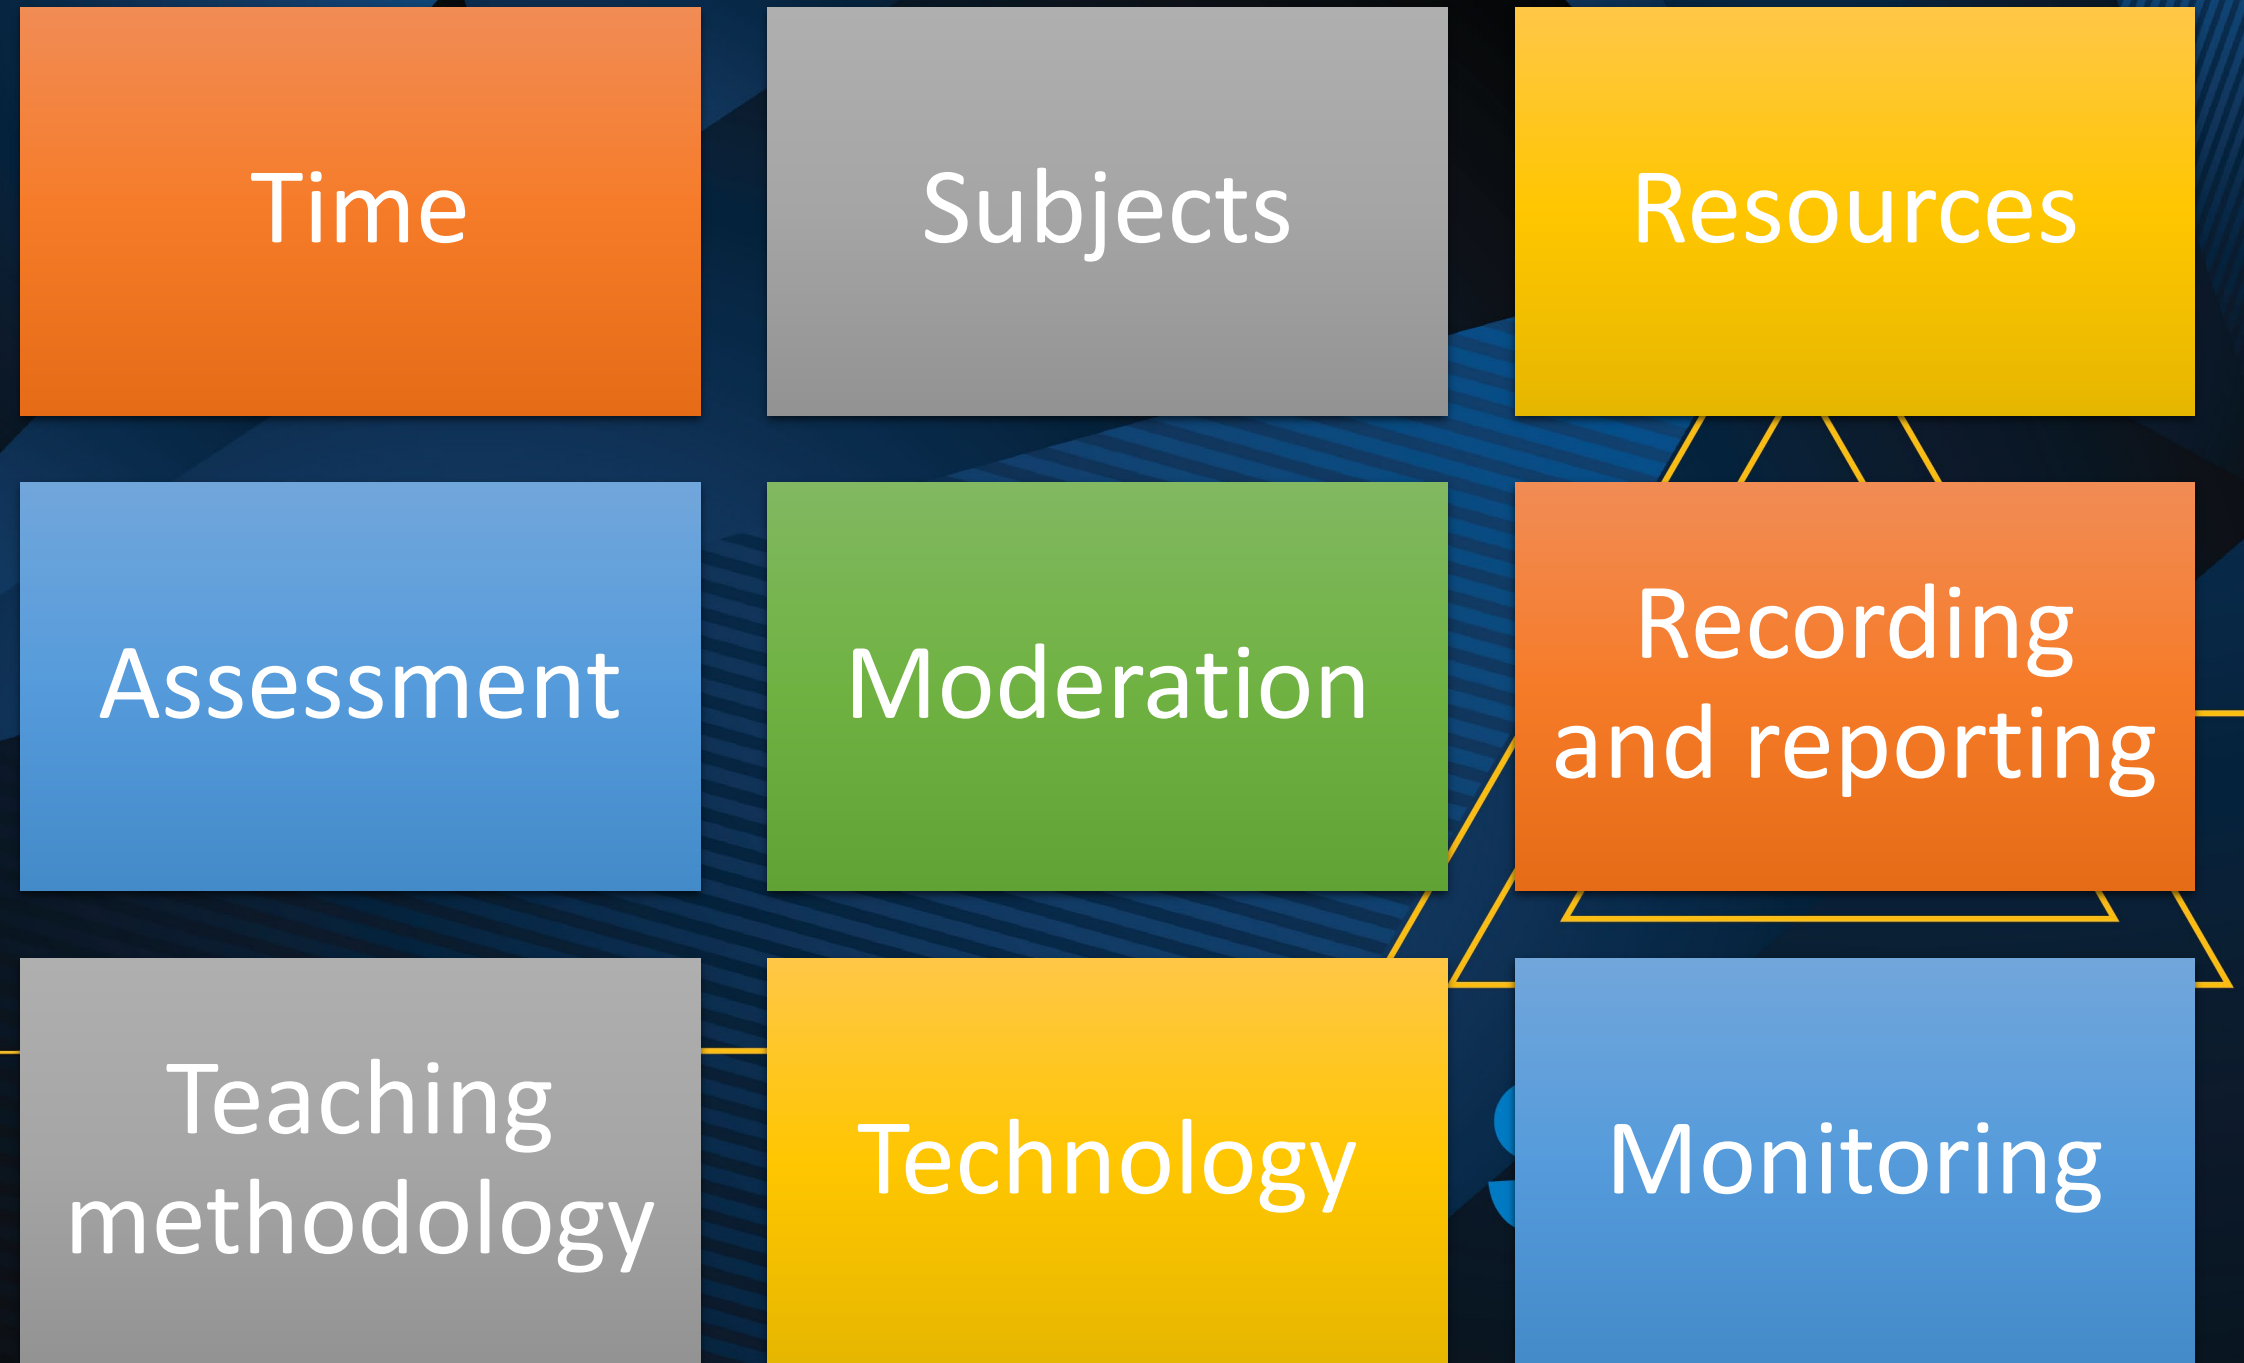 Time
Subjects
Resources
Assessment
Moderation
Recording
and reporting
Teaching
methodology
Technology
Monitoring